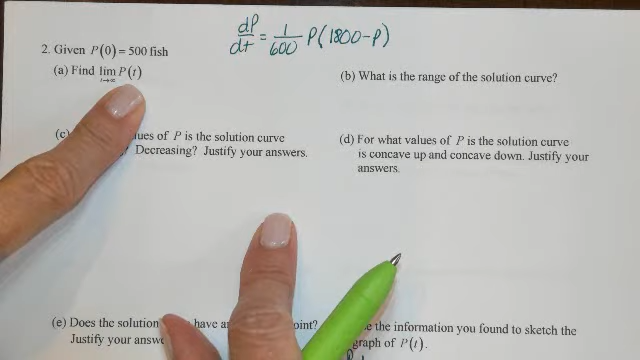 dP/dt = 1/600 P(1800-P)
2. Given P(0) = 500 fish
(a) Find lim t→∞ P(t)
(b) What is the range of the solution curve?
(c) ues of P is the solution curve
Decreasing? Justify your answers.
(d) For what values of P is the solution curve
is concave up and concave down. Justify your
answers.
(e) Does the solution have a oint?
Justify your answ
e the information you found to sketch the
graph of P(t).